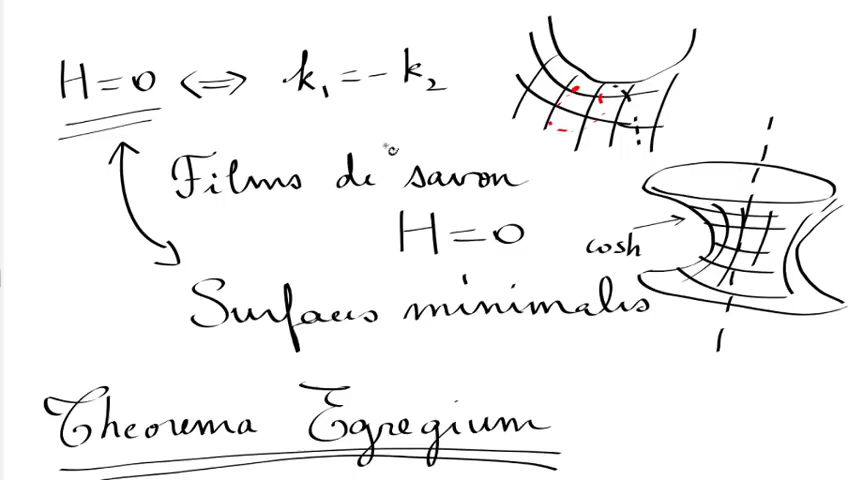 H=0 ⇔ k₁=-k₂
Films de savon
H=0
cosh
Surfaces minimales
Theorema Egregium